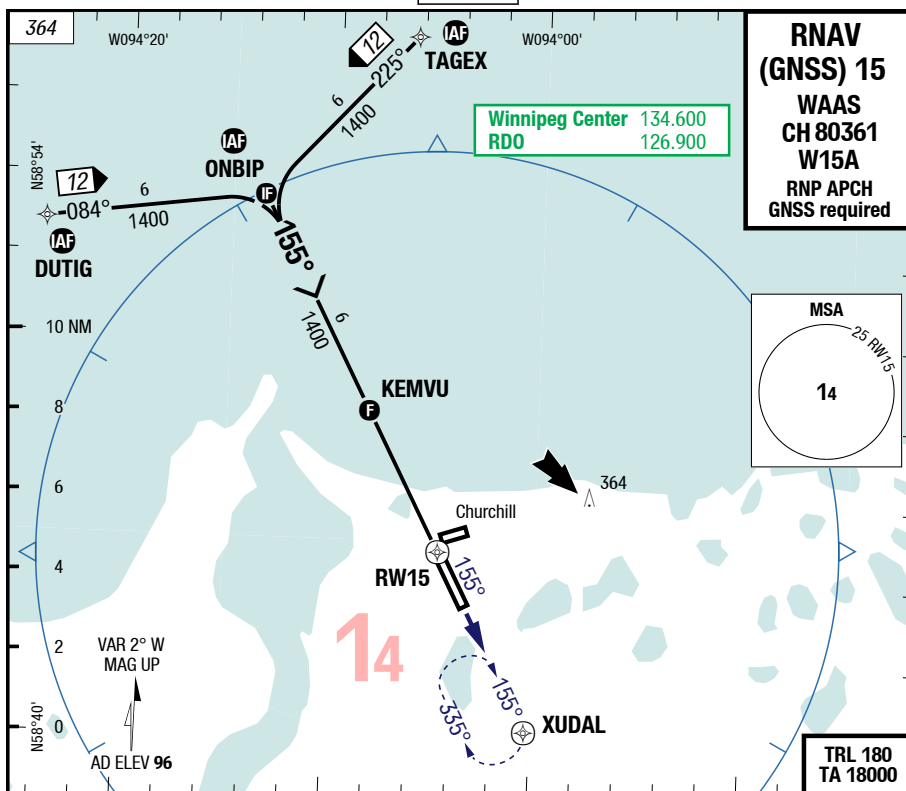 364
W094°20'
W094°00'
IAF
TAGEX
12
225°
6
1400
RNAV
(GNSS) 15
WAAS
CH 80361
W15A
RNP APCH
GNSS required
Winnipeg Center 134.600
RDO 126.900
N58°54'
IAF
ONBIP
IF
12
084°
6
1400
IAF
DUTIG
155°
6
1400
10 NM
KEMVU
F
8
MSA
25 RW15
14
6
364
Churchill
4
RW15
155°
14
2
VAR 2° W
MAG UP
155°
335°
XUDAL
N58°40'
0
AD ELEV 96
TRL 180
TA 18000